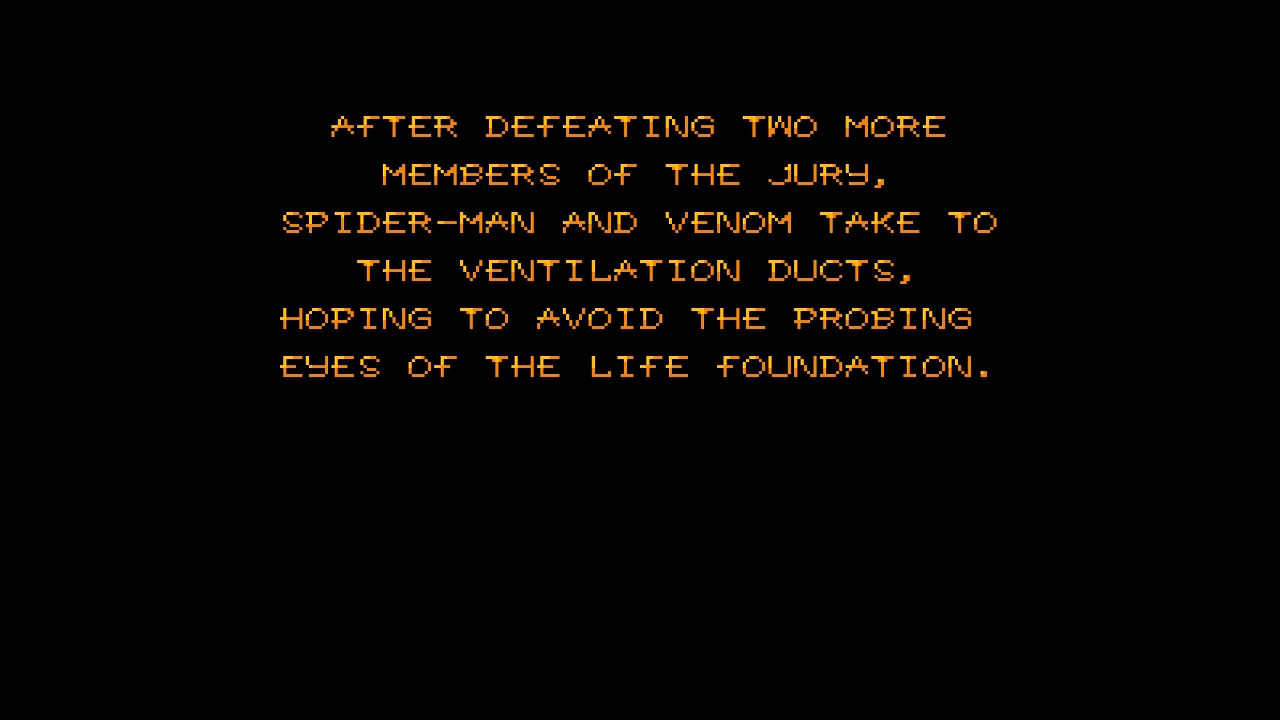 AFTER DEFEATING TWO MORE
MEMBERS OF THE JURY,
SPIDER-MAN AND VENOM TAKE TO
THE VENTILATION DUCTS,
HOPING TO AVOID THE PROBING
EYES OF THE LIFE FOUNDATION.